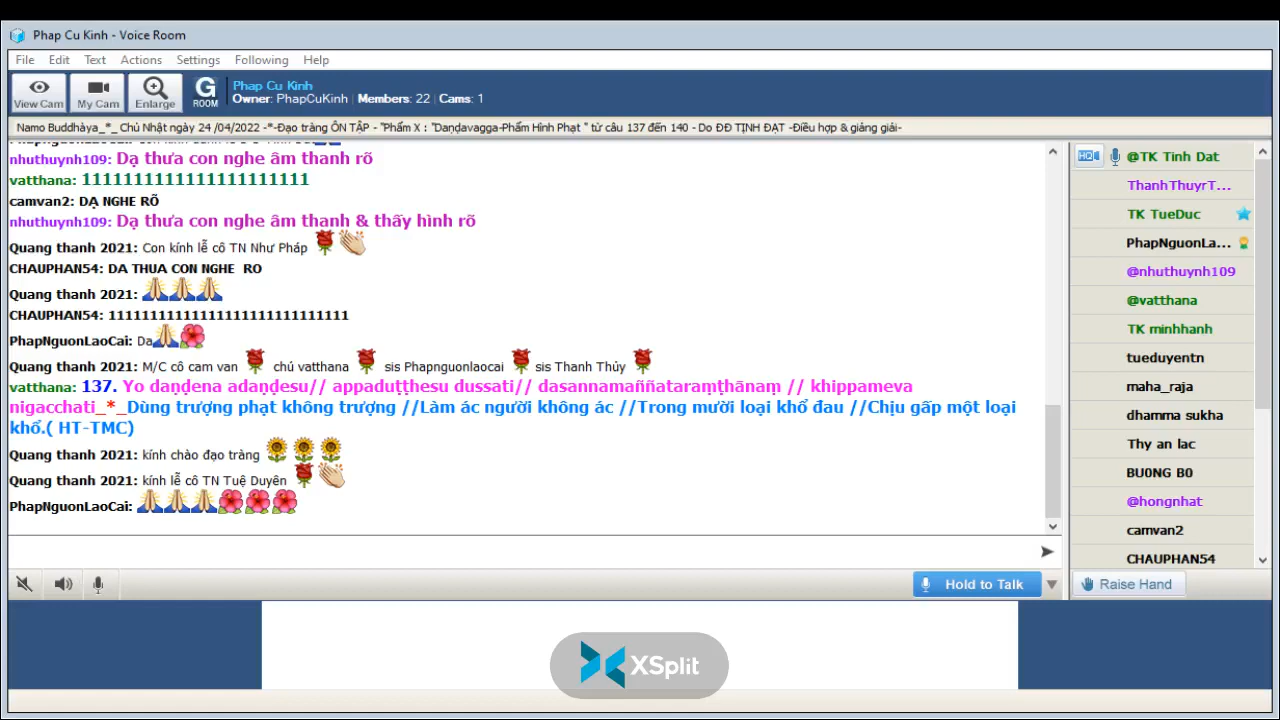 Phap Cu Kinh - Voice Room
File Edit Text Actions Settings Following Help
View Cam My Cam Enlarge G ROOM
Phap Cu Kinh
Owner: PhapCuKinh | Members: 22 | Cams: 1
Namo Buddhàya_*_ Chủ Nhật ngày 24 /04/2022 -*-Đạo tràng ÔN TẬP - "Phẩm X : "Daṇḍavagga-Phẩm Hình Phạt " từ câu 137 đến 140 - Do ĐĐ TỊNH ĐẠT -Điều hợp & giảng giải-
nhuthuynh109: Dạ thưa con nghe âm thanh rõ
vatthana: 1111111111111111111111
camvan2: DẠ NGHE RÕ
nhuthuynh109: Dạ thưa con nghe âm thanh & thấy hình rõ
Quang thanh 2021: Con kính lễ cô TN Như Pháp 🌹👏
CHAUPHAN54: DA THUA CON NGHE RO
Quang thanh 2021: 🙏🙏🙏
CHAUPHAN54: 1111111111111111111111111111
PhapNguonLaoCai: Da🙏🌺
Quang thanh 2021: M/C cô cam van 🌹 chú vatthana 🌹 sis Phapnguonlaocai 🌹 sis Thanh Thủy 🌹
vatthana: 137. Yo daṇḍena adaṇḍesu// appaduṭṭhesu dussati// dasannamaññataraṃṭhānaṃ // khippameva
nigacchati_*_Dùng trượng phạt không trượng //Làm ác người không ác //Trong mười loại khổ đau //Chịu gấp một loại
khổ.( HT-TMC)
Quang thanh 2021: kính chào đạo tràng 🌻🌻🌻
Quang thanh 2021: kính lễ cô TN Tuệ Duyên 🌹👏
PhapNguonLaoCai: 🙏🙏🙏🌺🌺🌺
HQ
@TK Tinh Dat
ThanhThuyrT...
TK TueDuc
PhapNguonLa...
@nhuthuynh109
@vatthana
TK minhhanh
tueduyentn
maha_raja
dhamma sukha
Thy an lac
BU0NG B0
@hongnhat
camvan2
CHAUPHAN54
Hold to Talk
Raise Hand
XSplit